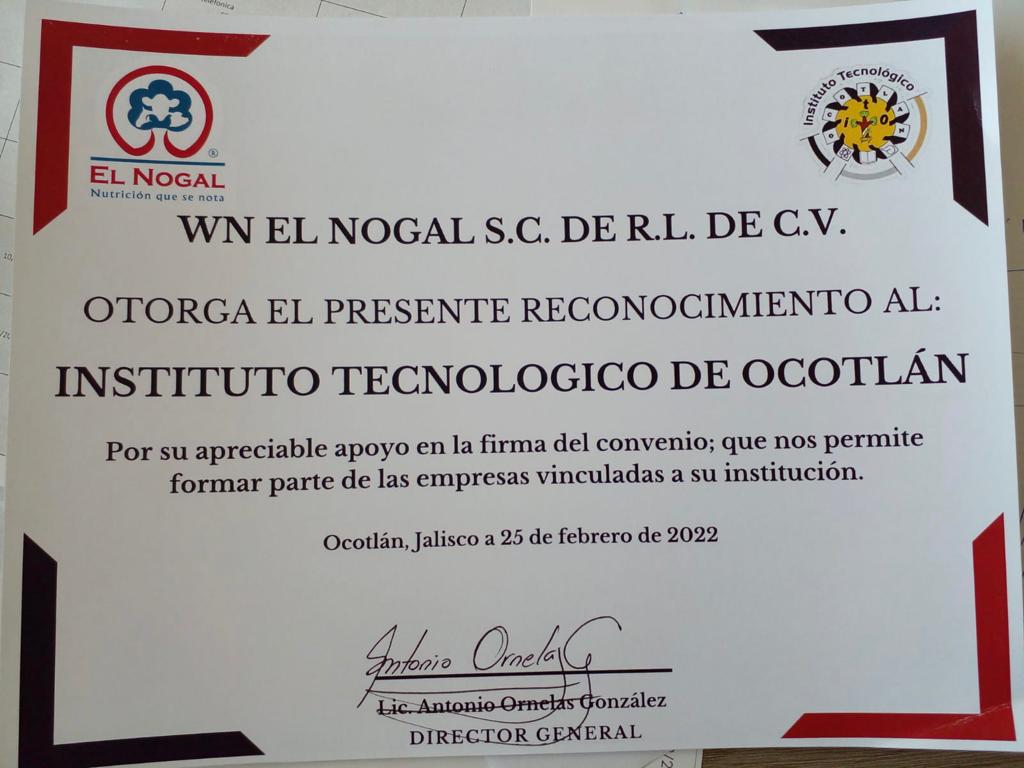 telefónica
EL NOGAL
®
Nutrición que se nota
Instituto Tecnológico
OCOTLAN
itO
WN EL NOGAL S.C. DE R.L. DE C.V.
OTORGA EL PRESENTE RECONOCIMIENTO AL:
INSTITUTO TECNOLOGICO DE OCOTLÁN
Por su apreciable apoyo en la firma del convenio; que nos permite
formar parte de las empresas vinculadas a su institución.
Ocotlán, Jalisco a 25 de febrero de 2022
Antonio Ornelas G
Lic. Antonio Ornelas González
DIRECTOR GENERAL